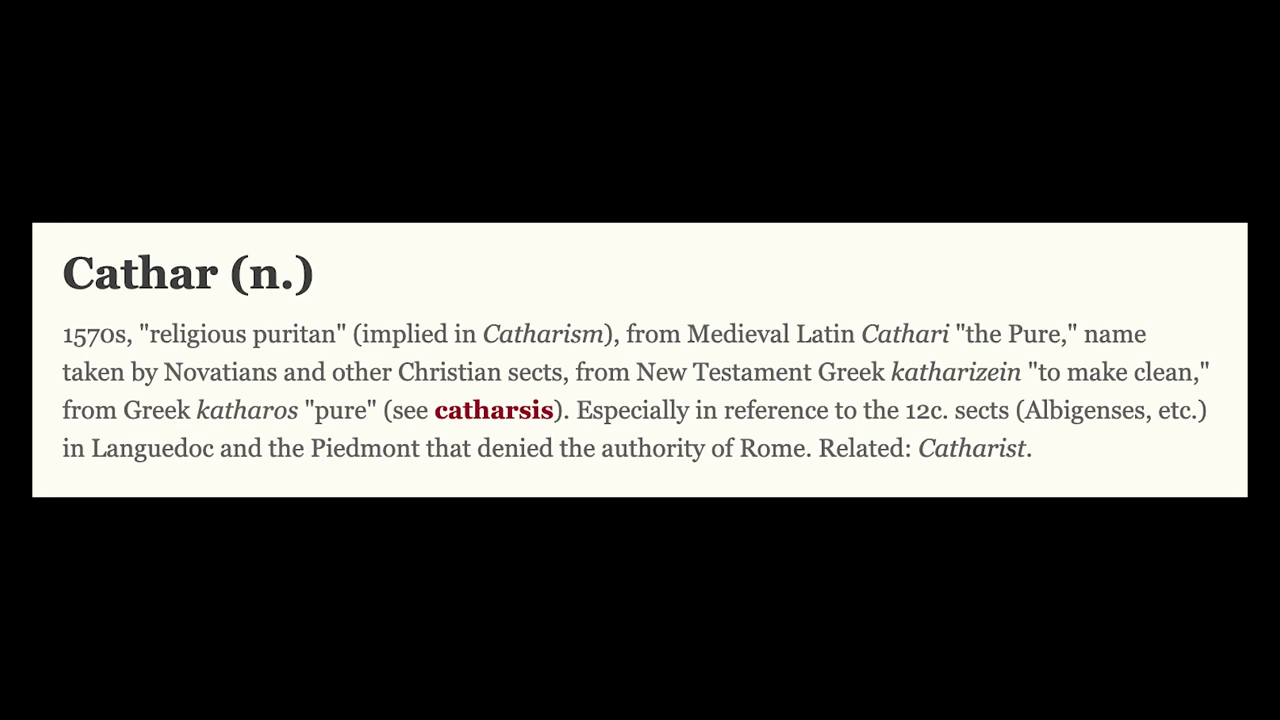 Cathar (n.)
1570s, "religious puritan" (implied in Catharism), from Medieval Latin Cathari "the Pure," name
taken by Novatians and other Christian sects, from New Testament Greek katharizein "to make clean,"
from Greek katharos "pure" (see catharsis). Especially in reference to the 12c. sects (Albigenses, etc.)
in Languedoc and the Piedmont that denied the authority of Rome. Related: Catharist.